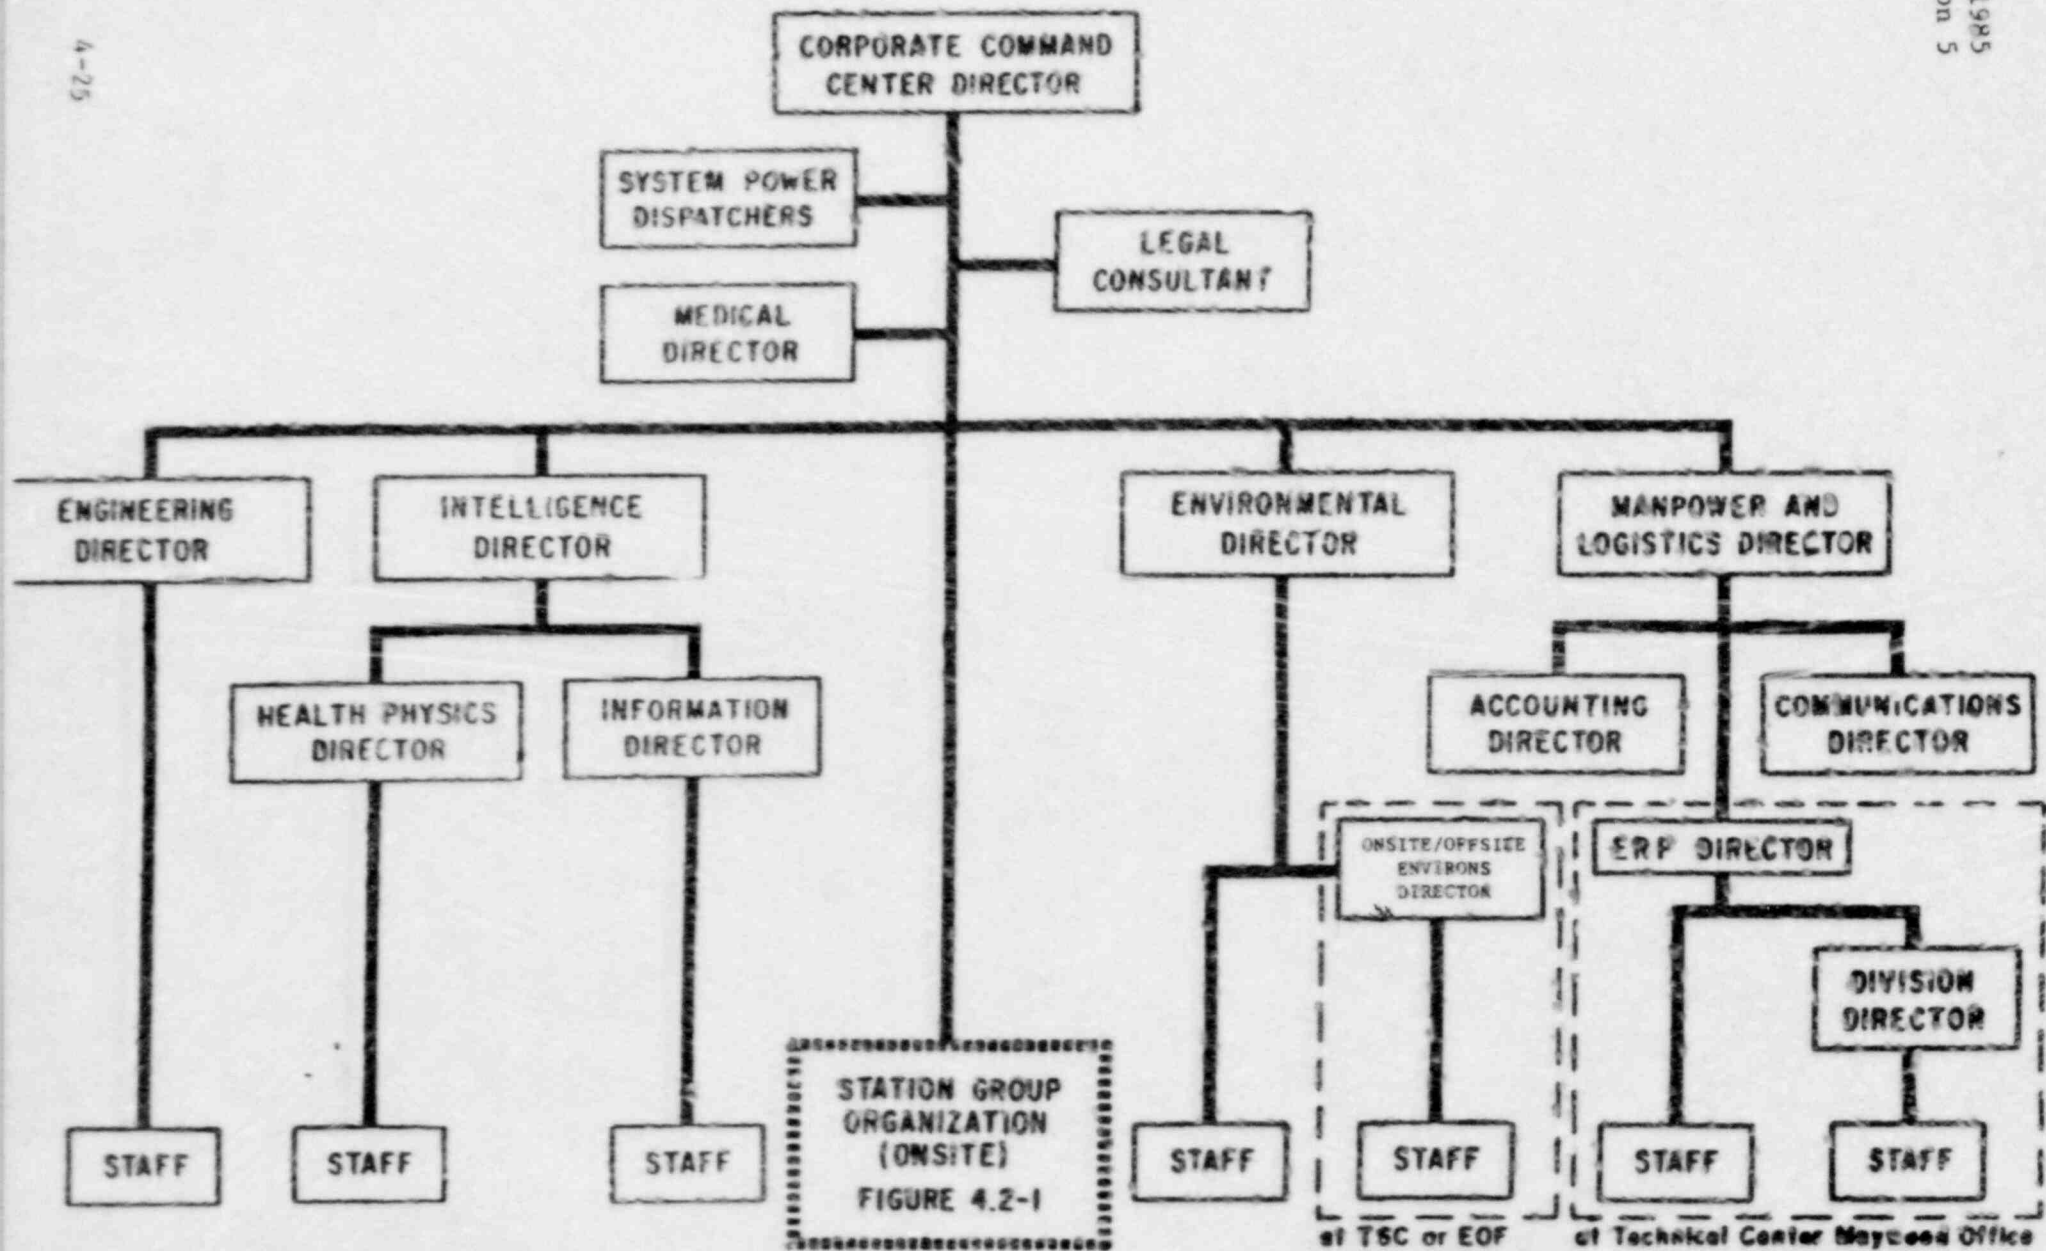 1985
on 5
4-25
CORPORATE COMMAND
CENTER DIRECTOR
SYSTEM POWER
DISPATCHERS
LEGAL
CONSULTANT
MEDICAL
DIRECTOR
ENGINEERING
DIRECTOR
INTELLIGENCE
DIRECTOR
ENVIRONMENTAL
DIRECTOR
MANPOWER AND
LOGISTICS DIRECTOR
HEALTH PHYSICS
DIRECTOR
INFORMATION
DIRECTOR
ACCOUNTING
DIRECTOR
COMMUNICATIONS
DIRECTOR
ONSITE/OFFSITE
ENVIRONS
DIRECTOR
ERF DIRECTOR
DIVISION
DIRECTOR
STAFF
STAFF
STAFF
STATION GROUP
ORGANIZATION
(ONSITE)
FIGURE 4.2-1
STAFF
STAFF
STAFF
STAFF
at TSC or EOF
at Technical Center Maywood Office